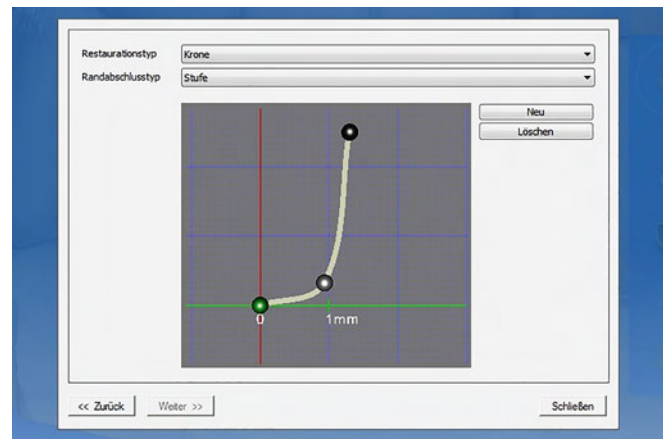 Restaurationstyp Krone
Randabschlusstyp Stufe
Neu
Löschen
0 1mm
<< Zurück Weiter >> Schließen